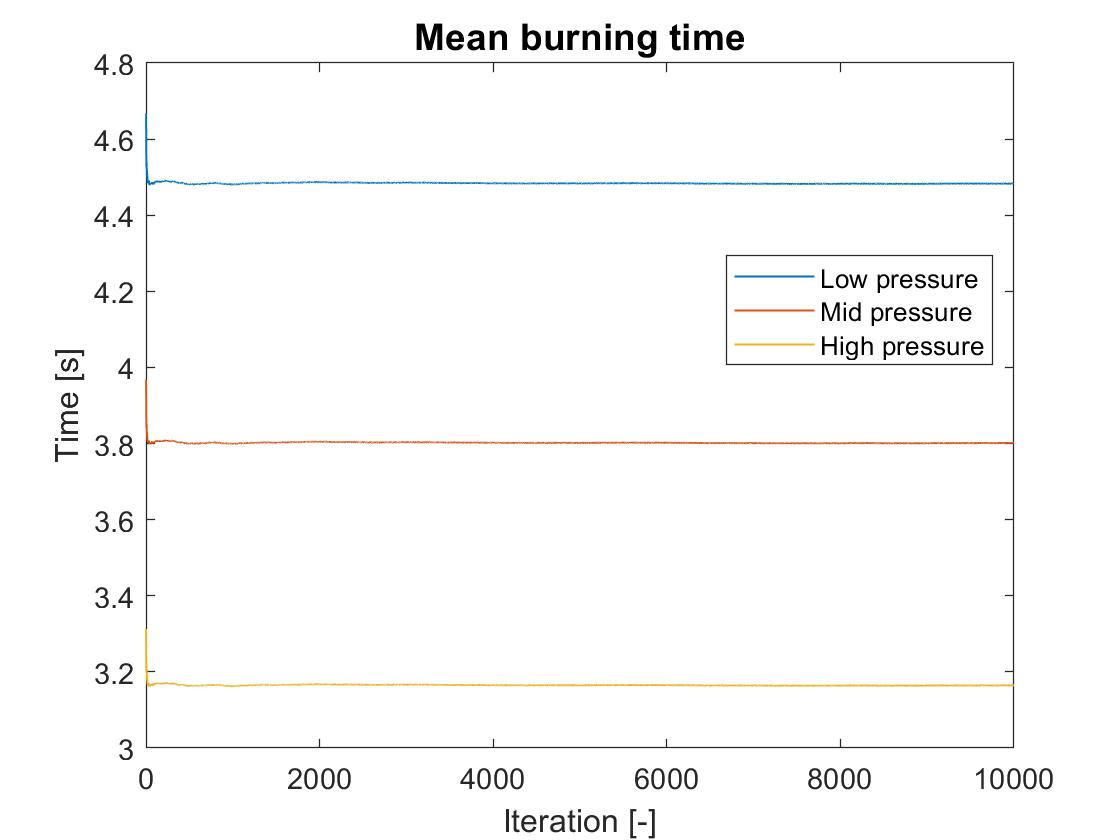 Mean burning time
4.8
4.6
4.4
4.2
4
3.8
3.6
3.4
3.2
3
Time [s]
Low pressure
Mid pressure
High pressure
0 2000 4000 6000 8000 10000
Iteration [-]